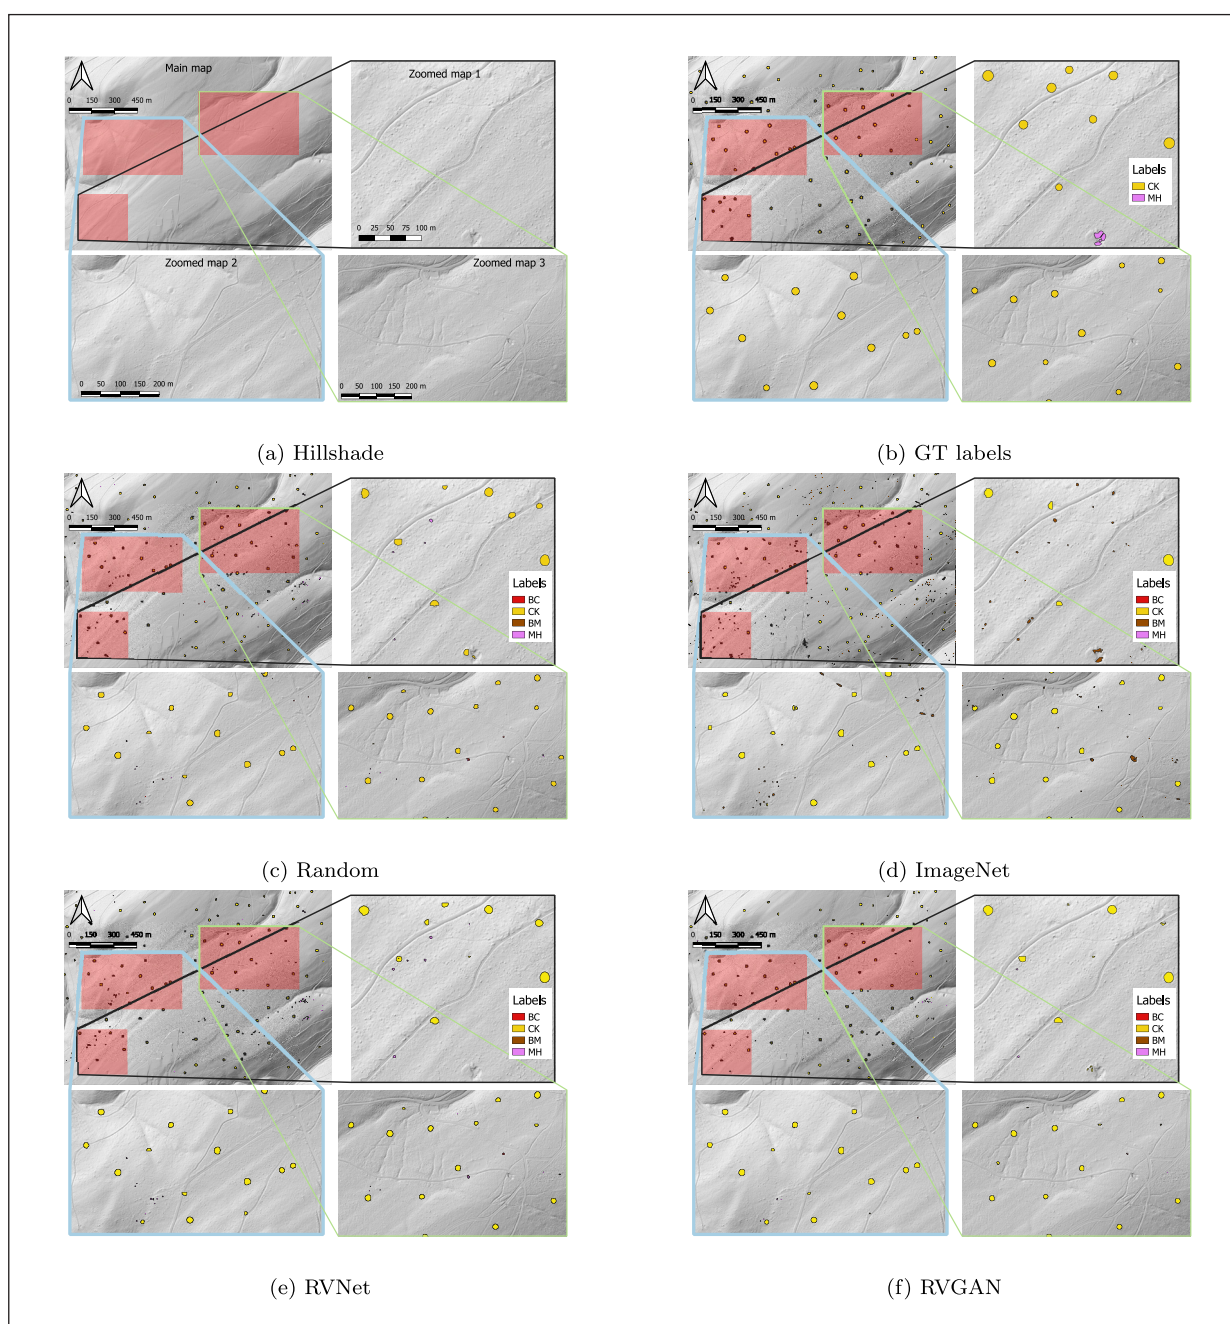 Main map
0 150 300 450 m
Zoomed map 1
0 25 50 75 100 m
Zoomed map 2
0 50 100 150 200 m
Zoomed map 3
0 50 100 150 200 m
(a) Hillshade
0 150 300 450 m
Labels
CK
MH
(b) GT labels
0 150 300 450 m
Labels
BC
CK
BM
MH
(c) Random
0 150 300 450 m
Labels
BC
CK
BM
MH
(d) ImageNet
0 150 300 450 m
Labels
BC
CK
BM
MH
(e) RVNet
0 150 300 450 m
Labels
BC
CK
BM
MH
(f) RVGAN